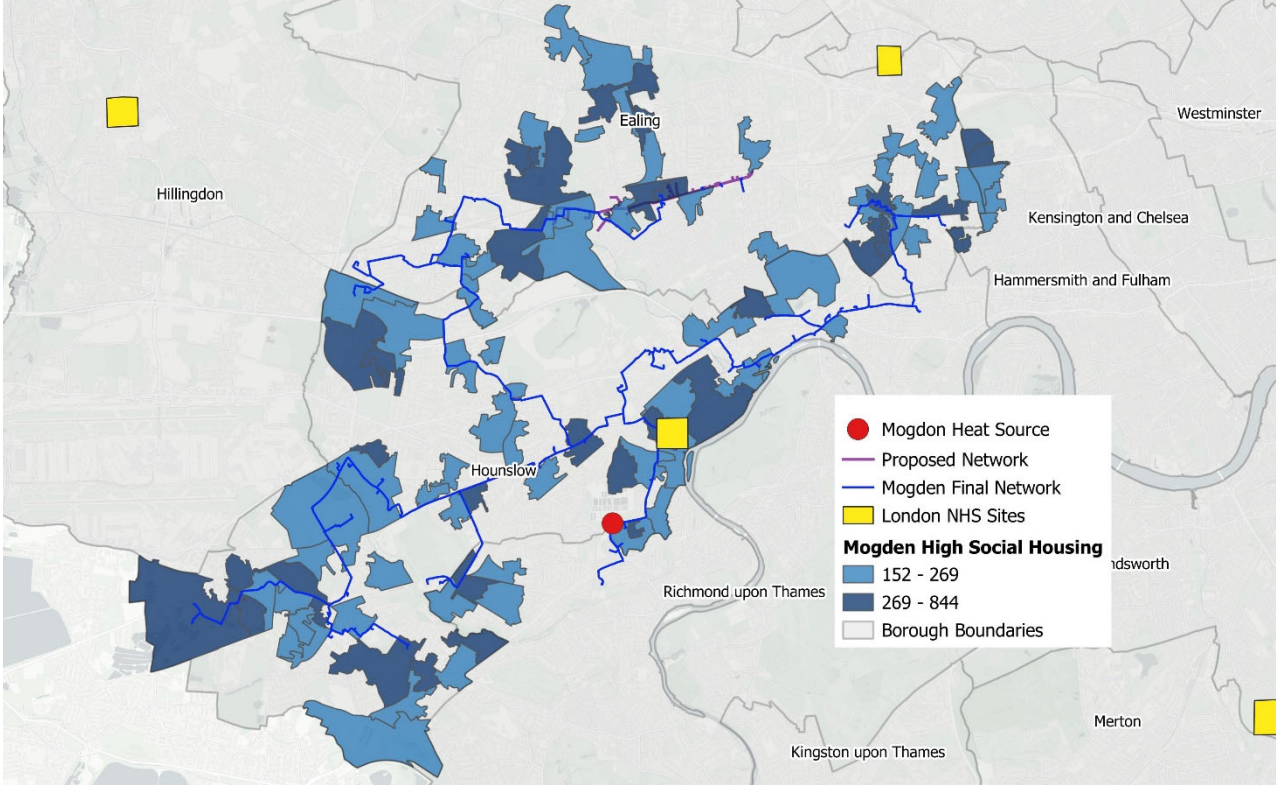 Westminster
Ealing
Hillingdon
Kensington and Chelsea
Hammersmith and Fulham
Hounslow
Richmond upon Thames
ndsworth
Merton
Kingston upon Thames
Mogdon Heat Source
Proposed Network
Mogden Final Network
London NHS Sites
Mogden High Social Housing
152 - 269
269 - 844
Borough Boundaries